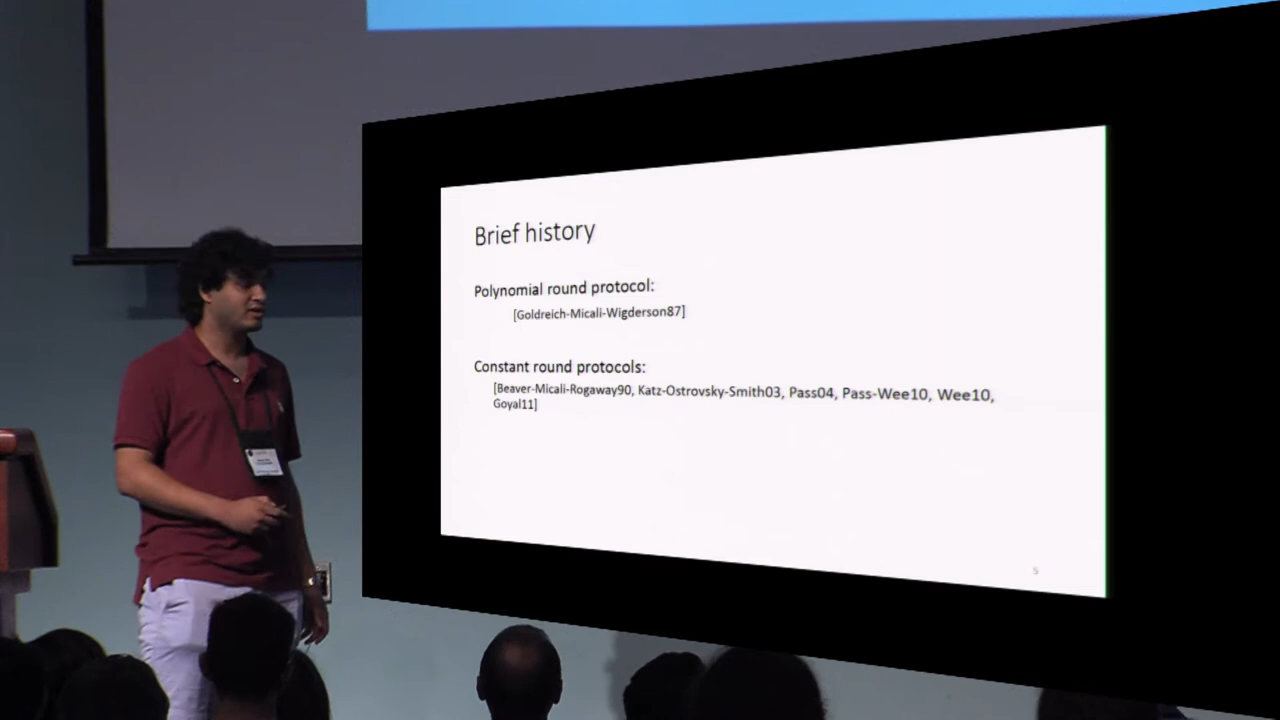 Brief history
Polynomial round protocol:
[Goldreich-Micali-Wigderson87]
Constant round protocols:
[Beaver-Micali-Rogaway90, Katz-Ostrovsky-Smith03, Pass04, Pass-Wee10, Wee10,
Goyal11]
5